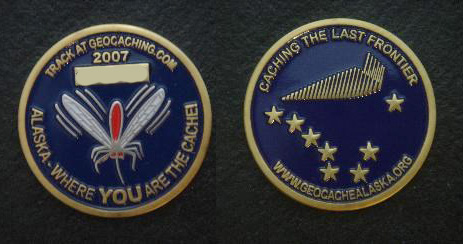 TRACK AT GEOCACHING.COM
2007
ALASKA - WHERE YOU ARE THE CACHE!
CACHING THE LAST FRONTIER
WWW.GEOCACHEALASKA.ORG